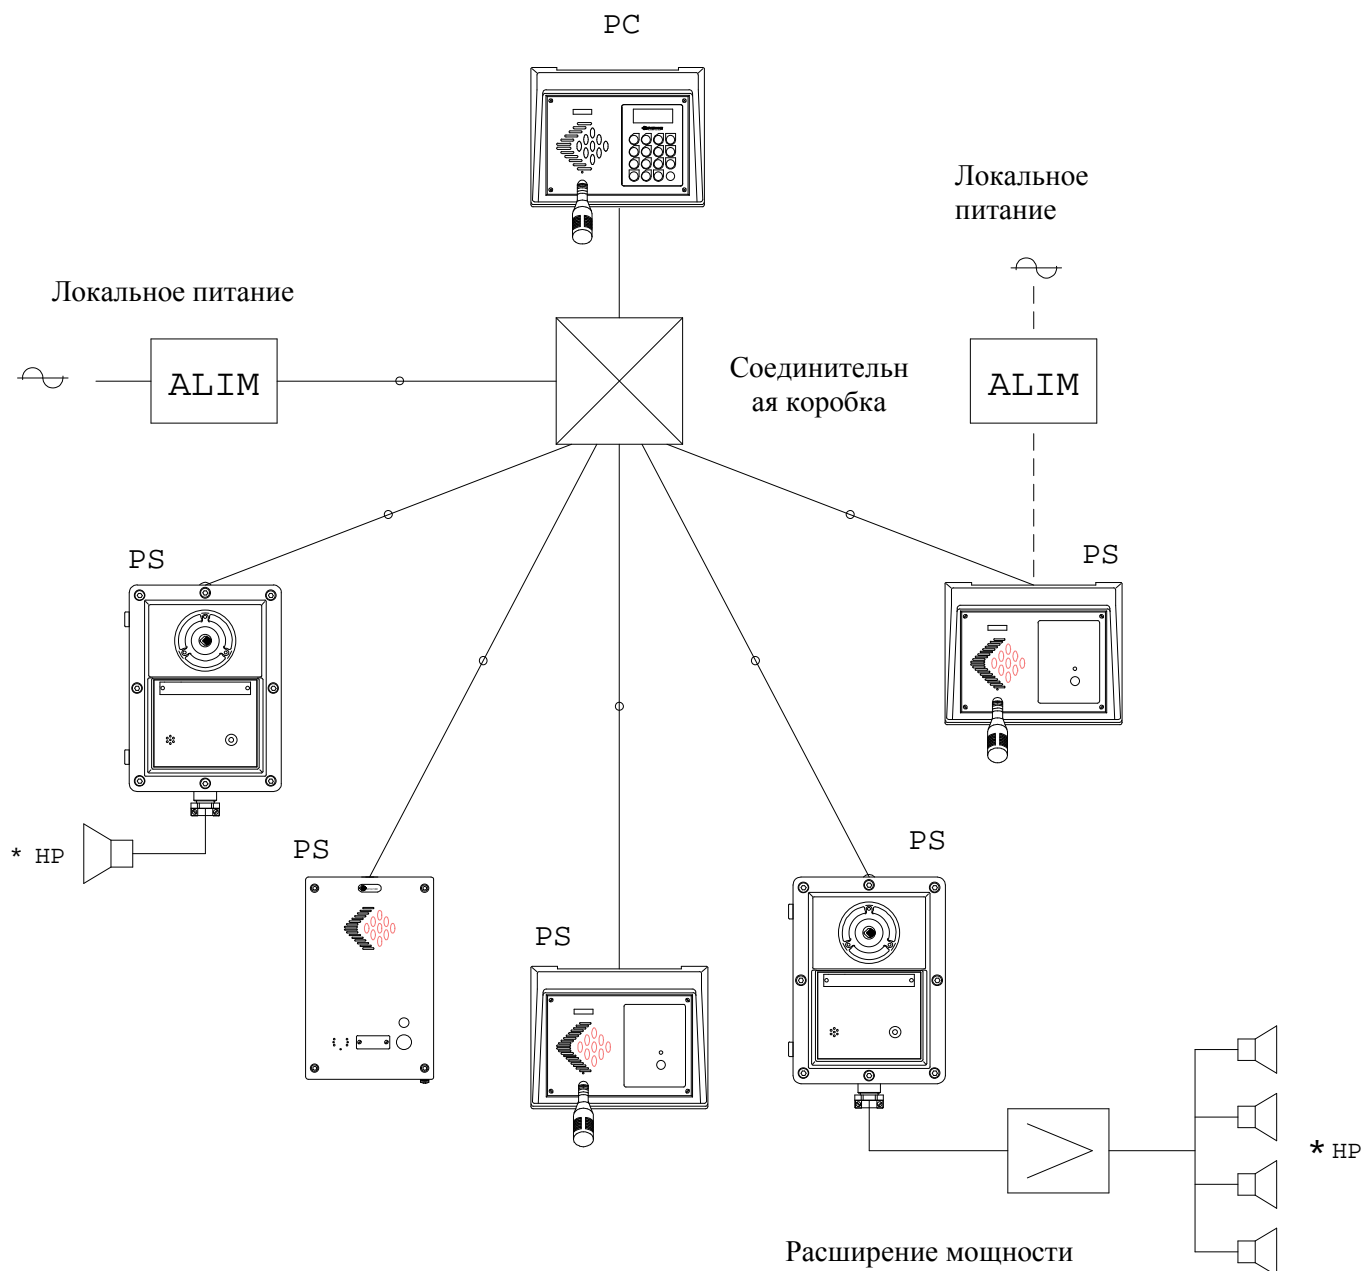 PC
Локальное
питание
Локальное питание
ALIM
Соединительн
ая коробка
ALIM
PS
PS
* HP
PS
PS
PS
* HP
Расширение мощности